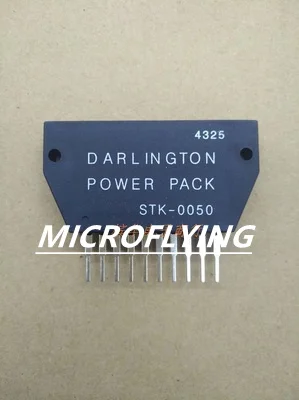 4325
DARLINGTON
POWER PACK
STK-0050
MICROFLYING